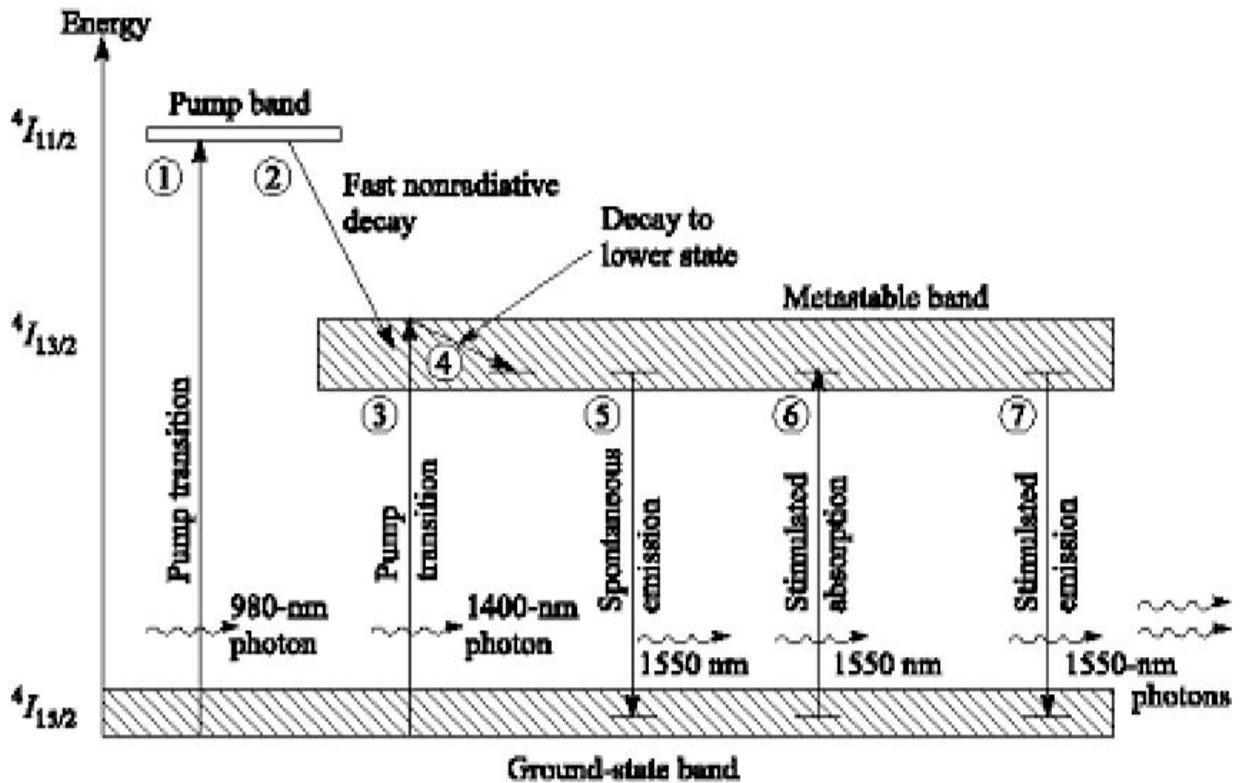 Energy
Pump band
⁴I₁₁/₂
①
②
Fast nonradiative
decay
Decay to
lower state
Metastable band
⁴I₁₃/₂
④
③
⑤
⑥
⑦
Pump transition
Pump
transition
Spontaneous
emission
Stimulated
absorption
Stimulated
emission
980-nm
photon
1400-nm
photon
1550 nm
1550 nm
1550-nm
photons
⁴I₁₅/₂
Ground-state band